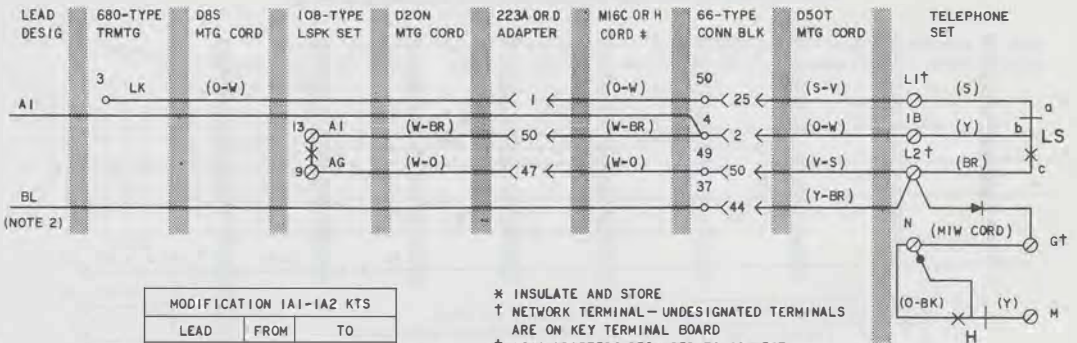 LEAD DESIG 680-TYPE TRMTG D8S MTG CORD 108-TYPE LSPK SET D20N MTG CORD 223A OR D ADAPTER M16C OR H CORD ‡ 66-TYPE CONN BLK D50T MTG CORD TELEPHONE SET
3 LK (O-W) 1 (O-W) 50 25 (S-V) L1† (S) a
A1 4 1B b LS
13 A1 (W-BR) 50 (W-BR) 2 (O-W) (Y)
49 L2†
9 AG (W-O) 47 (W-O) 50 (V-S) (BR) c
37
BL 44 (Y-BR)
(NOTE 2) N (MIW CORD) G†
(O-BK) (Y) M
H
MODIFICATION 1A1-1A2 KTS
LEAD FROM TO
* INSULATE AND STORE
† NETWORK TERMINAL—UNDESIGNATED TERMINALS
ARE ON KEY TERMINAL BOARD